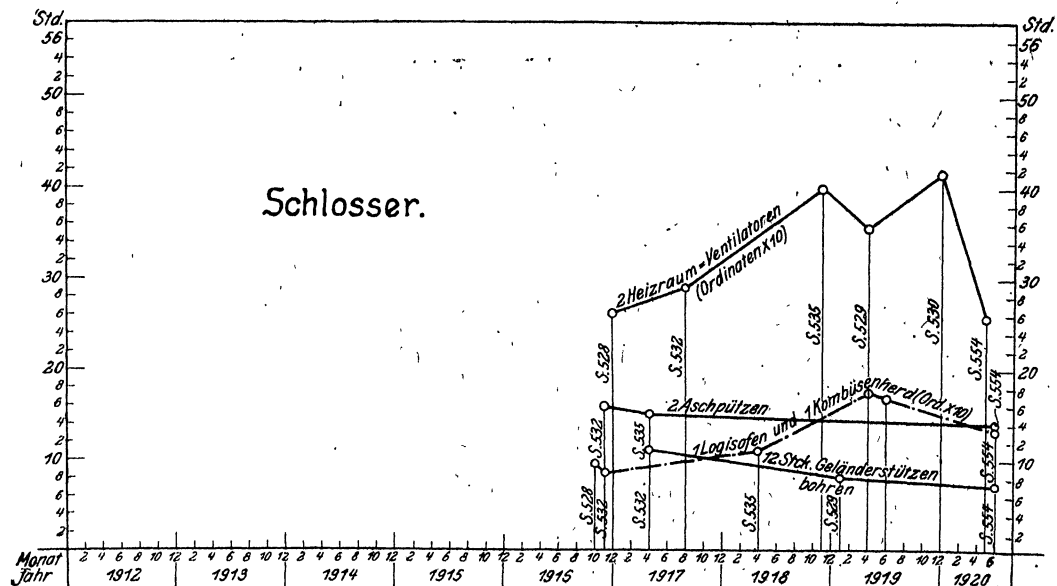 Std.
Std.
56
4
2
50
8
6
4
2
40
8
6
4
2
30
8
6
4
2
20
8
6
4
2
10
8
6
4
2
56
4
2
50
8
6
4
2
40
8
6
4
2
30
8
6
4
2
20
8
6
4
2
10
8
6
4
2
Schlosser.
2 Heizraum=Ventilatoren
(Ordinaten X10)
S.528
S.532
S.535
S.529
S.530
S.554
S.554
2 Aschpützen
1 Logisofen und 1 Kombüsenherd (Ord. X10)
12 Stck. Geländerstützen
bohren
S.532
S.535
S.528
S.532
S.532
S.535
S.529
S.554
S.554
Monat 2 4 6 8 10 12 2 4 6 8 10 12 2 4 6 8 10 12 2 4 6 8 10 12 2 4 6 8 10 12 2 4 6 8 10 12 2 4 6 8 10 12 2 4 6 8 10 12 2 4 6
Jahr 1912 1913 1914 1915 1916 1917 1918 1919 1920